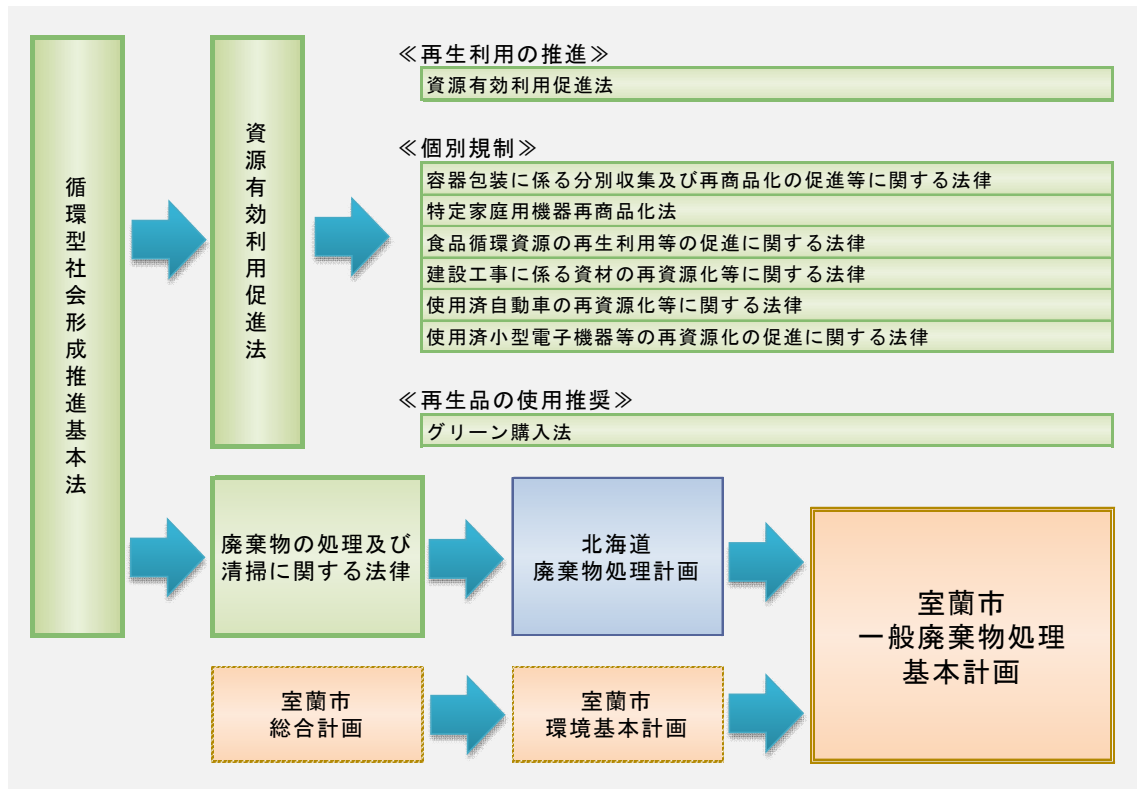 循環型社会形成推進基本法
資源有効利用促進法
≪再生利用の推進≫
資源有効利用促進法
≪個別規制≫
容器包装に係る分別収集及び再商品化の促進等に関する法律
特定家庭用機器再商品化法
食品循環資源の再生利用等の促進に関する法律
建設工事に係る資材の再資源化等に関する法律
使用済自動車の再資源化等に関する法律
使用済小型電子機器等の再資源化の促進に関する法律
≪再生品の使用推奨≫
グリーン購入法
廃棄物の処理及び
清掃に関する法律
北海道
廃棄物処理計画
室蘭市
一般廃棄物処理
基本計画
室蘭市
総合計画
室蘭市
環境基本計画